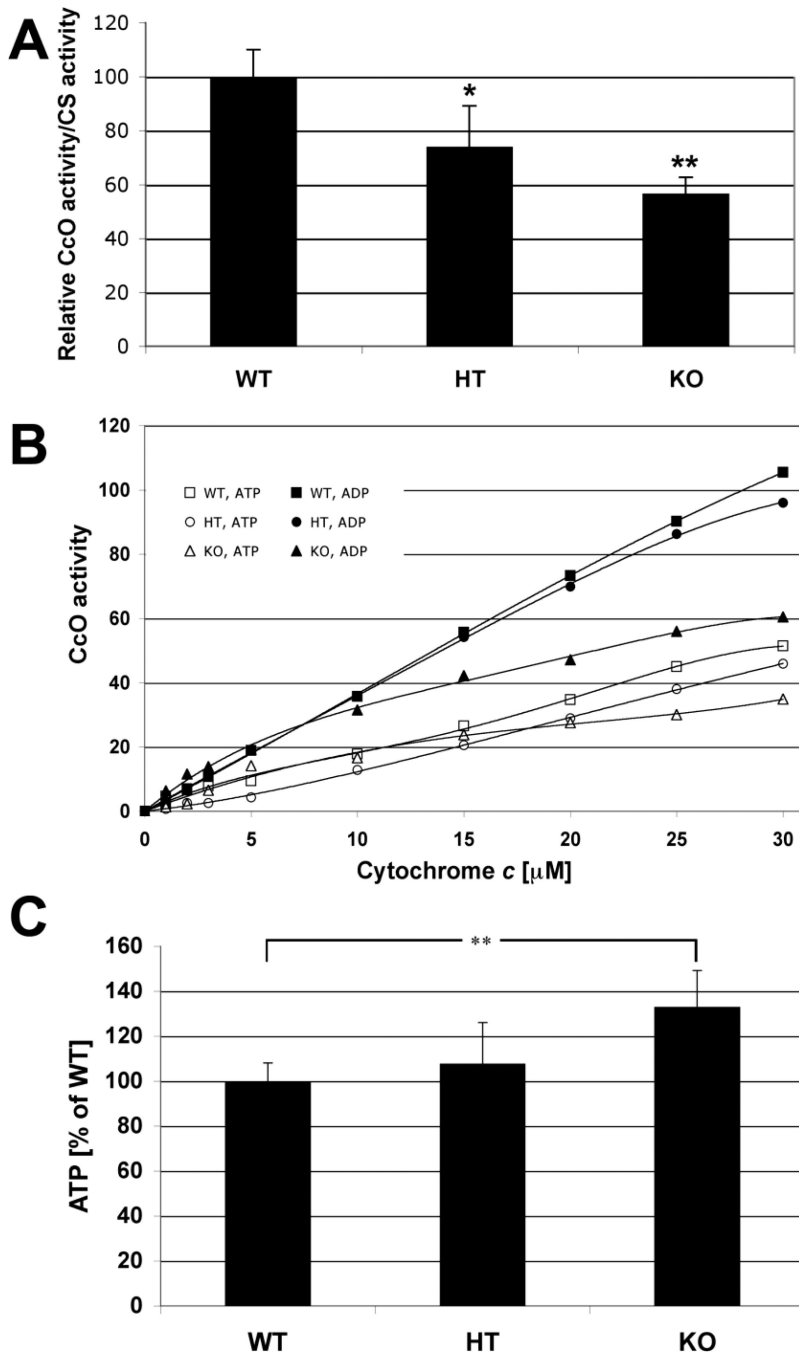 A
Relative CcO activity/CS activity
120
100
80
60
40
20
0
*
**
WT HT KO
B
CcO activity
120
100
80
60
40
20
0
WT, ATP WT, ADP
HT, ATP HT, ADP
KO, ATP KO, ADP
0 5 10 15 20 25 30
Cytochrome c [μM]
C
ATP [% of WT]
160
140
120
100
80
60
40
20
0
**
WT HT KO